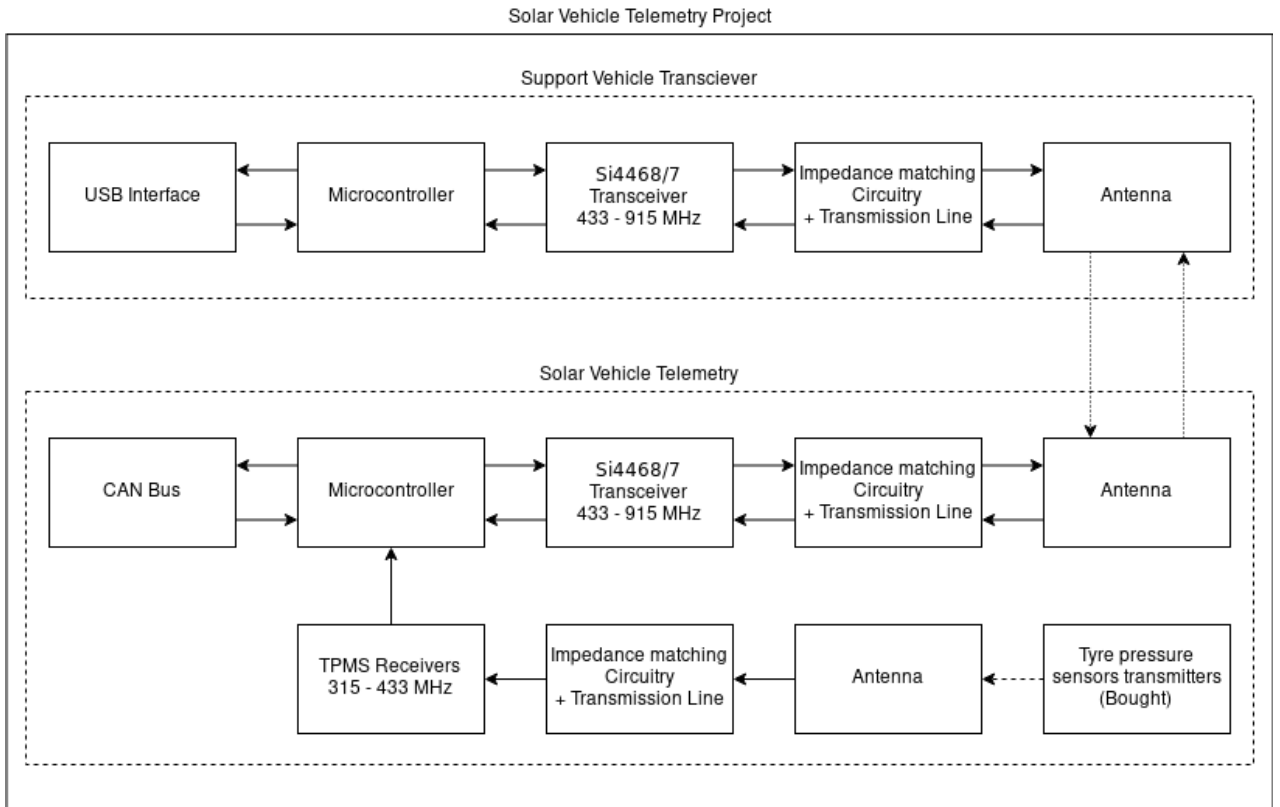 Solar Vehicle Telemetry Project
Support Vehicle Transciever
USB Interface
Microcontroller
Si4468/7
Transceiver
433 - 915 MHz
Impedance matching
Circuitry
+ Transmission Line
Antenna
Solar Vehicle Telemetry
CAN Bus
Microcontroller
Si4468/7
Transceiver
433 - 915 MHz
Impedance matching
Circuitry
+ Transmission Line
Antenna
TPMS Receivers
315 - 433 MHz
Impedance matching
Circuitry
+ Transmission Line
Antenna
Tyre pressure
sensors transmitters
(Bought)